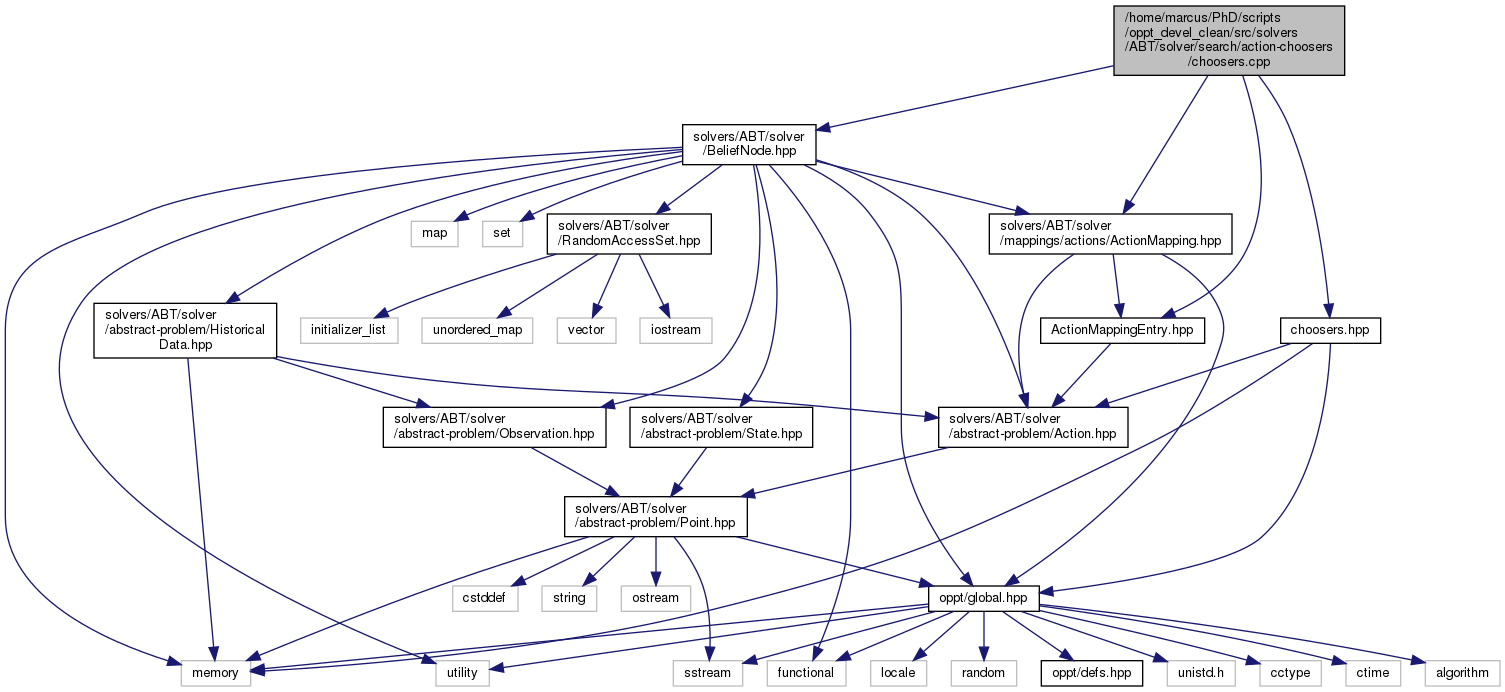 /home/marcus/PhD/scripts
/oppt_devel_clean/src/solvers
/ABT/solver/search/action-choosers
/choosers.cpp
solvers/ABT/solver
/BeliefNode.hpp
map
set
solvers/ABT/solver
/RandomAccessSet.hpp
solvers/ABT/solver
/mappings/actions/ActionMapping.hpp
solvers/ABT/solver
/abstract-problem/Historical
Data.hpp
initializer_list
unordered_map
vector
iostream
ActionMappingEntry.hpp
choosers.hpp
solvers/ABT/solver
/abstract-problem/Observation.hpp
solvers/ABT/solver
/abstract-problem/State.hpp
solvers/ABT/solver
/abstract-problem/Action.hpp
solvers/ABT/solver
/abstract-problem/Point.hpp
cstddef
string
ostream
oppt/global.hpp
memory
utility
sstream
functional
locale
random
oppt/defs.hpp
unistd.h
cctype
ctime
algorithm